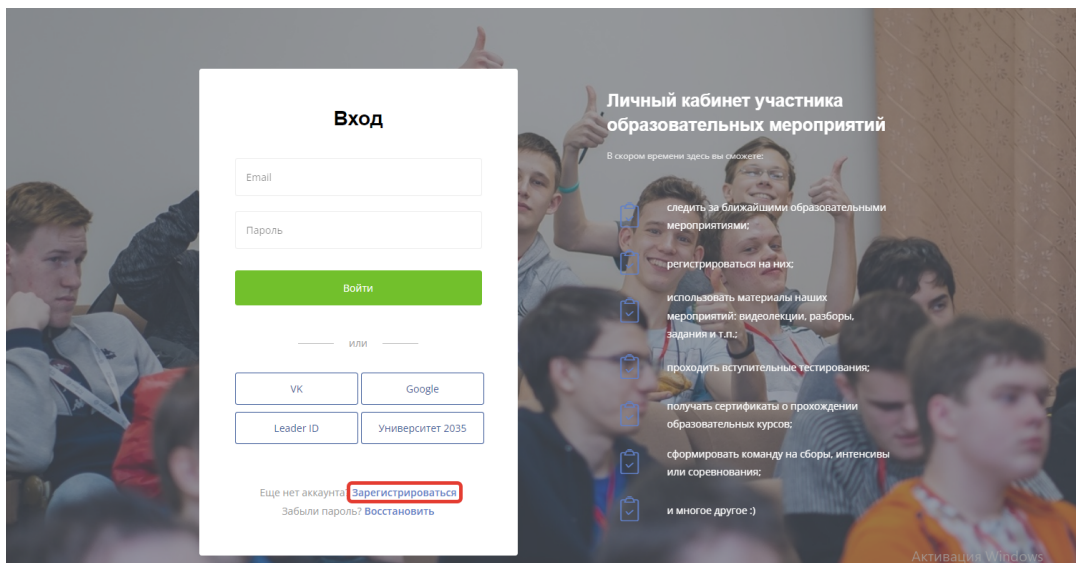 Вход
Email
Пароль
Войти
или
VK
Google
Leader ID
Университет 2035
Еще нет аккаунта? Зарегистрироваться
Забыли пароль? Восстановить
Личный кабинет участника
образовательных мероприятий
В скором времени здесь вы сможете:
следить за ближайшими образовательными
мероприятиями;
регистрироваться на них;
использовать материалы наших
мероприятий: видеолекции, разборы,
задания и т.п.;
проходить вступительные тестирования;
получать сертификаты о прохождении
образовательных курсов;
сформировать команду на сборы, интенсивы
или соревнования;
и многое другое :)
Активация Windows